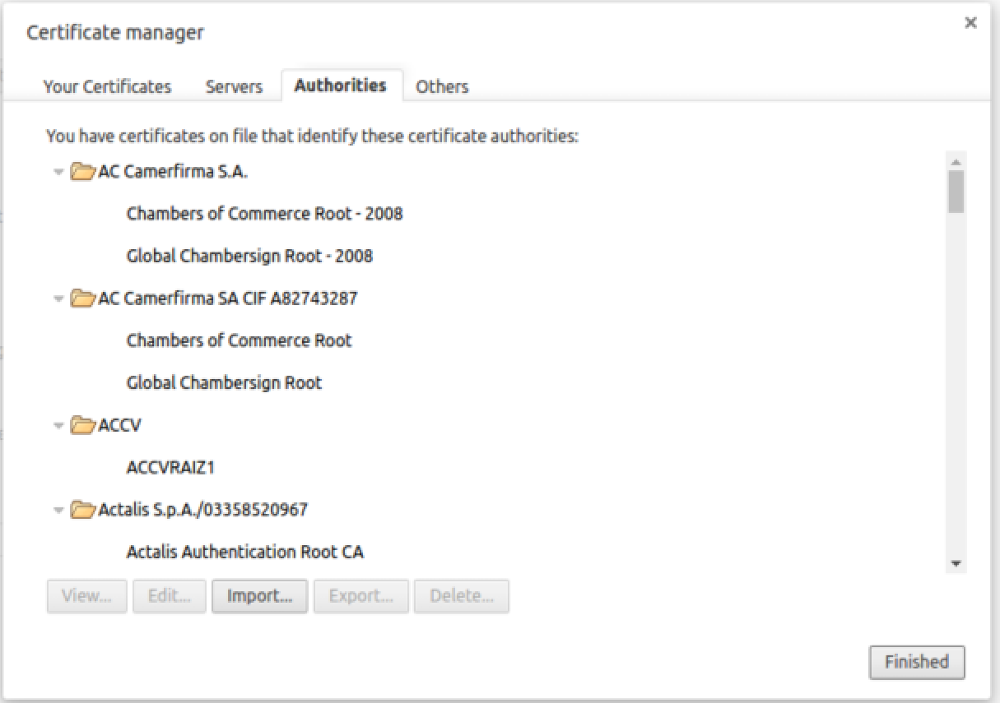 Certificate manager
Your Certificates Servers Authorities Others
You have certificates on file that identify these certificate authorities:
AC Camerfirma S.A.
Chambers of Commerce Root - 2008
Global Chambersign Root - 2008
AC Camerfirma SA CIF A82743287
Chambers of Commerce Root
Global Chambersign Root
ACCV
ACCVRAIZ1
Actalis S.p.A./03358520967
Actalis Authentication Root CA
View... Edit... Import... Export... Delete...
Finished